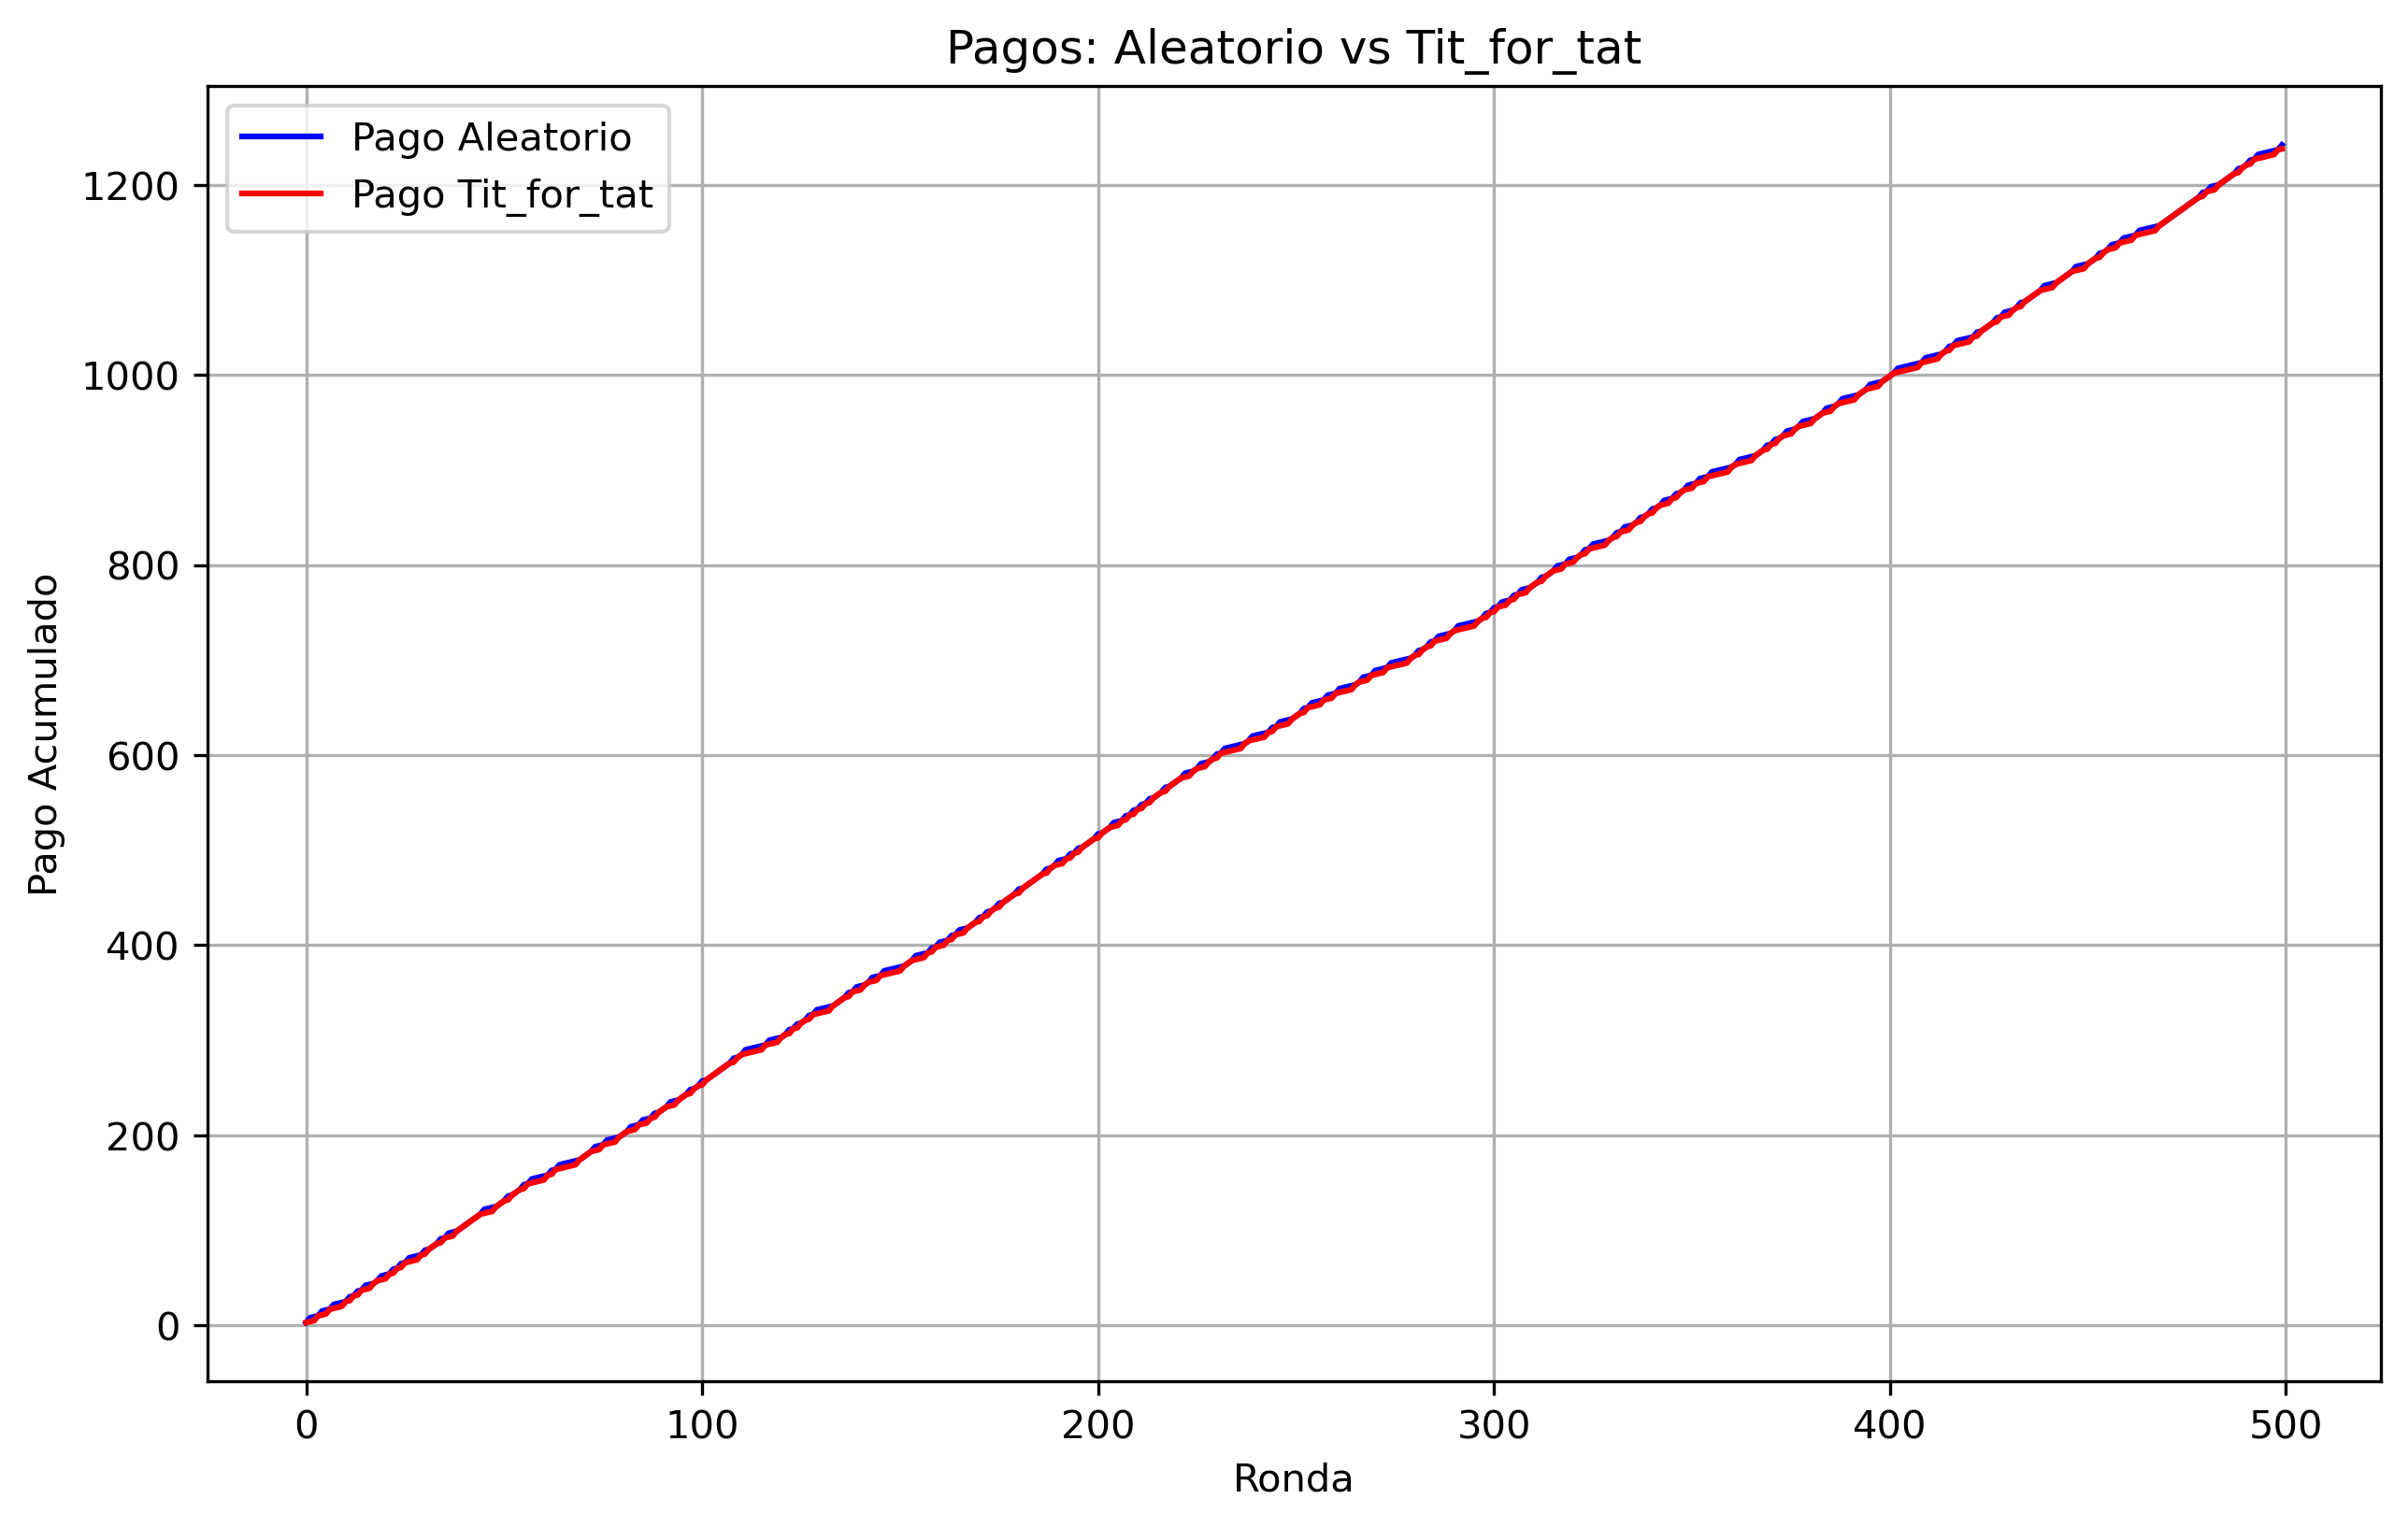 Pagos: Aleatorio vs Tit_for_tat
Pago Aleatorio
Pago Tit_for_tat
Pago Acumulado
1200
1000
800
600
400
200
0
0 100 200 300 400 500
Ronda